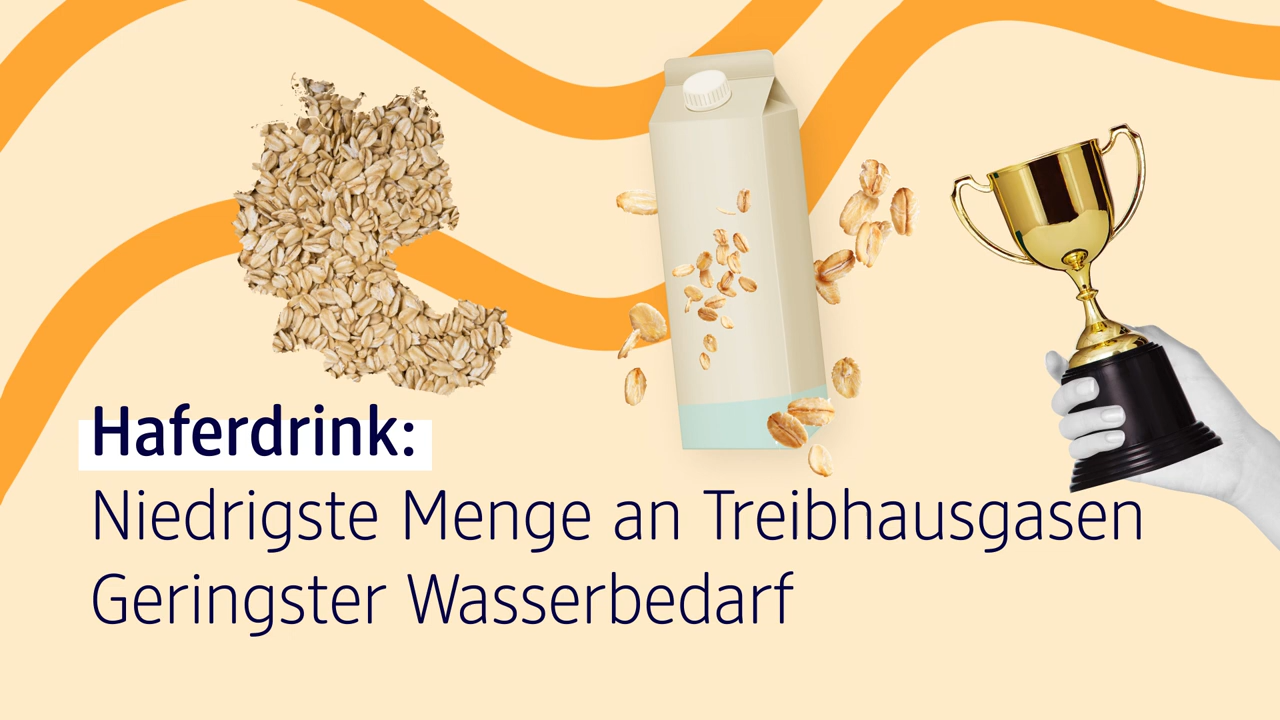 Haferdrink:
Niedrigste Menge an Treibhausgasen
Geringster Wasserbedarf